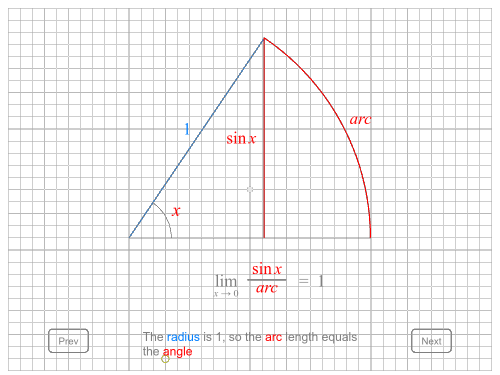 1
sin x
arc
x
lim x → 0 sin x / arc = 1
Prev
The radius is 1, so the arc length equals
the angle
Next